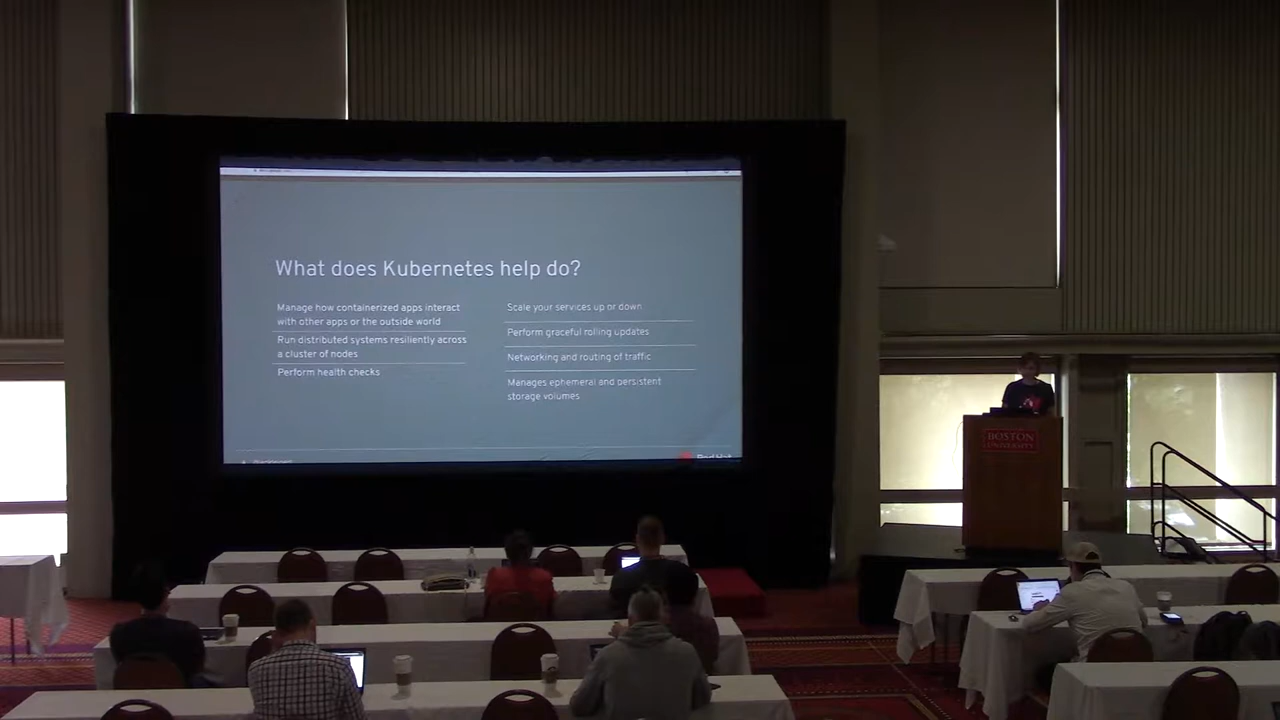 What does Kubernetes help do?
Manage how containerized apps interact
with other apps or the outside world
Run distributed systems resiliently across
a cluster of nodes
Perform health checks
Scale your services up or down
Perform graceful rolling updates
Networking and routing of traffic
Manages ephemeral and persistent
storage volumes
Red Hat
BOSTON
UNIVERSITY